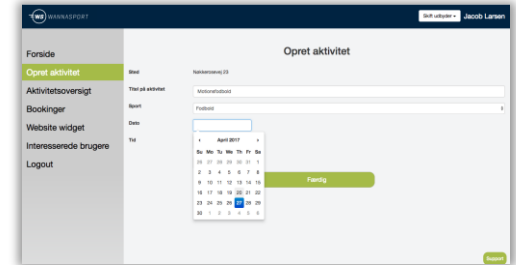 WS WANNASPORT
Skift udbyder
Jacob Larsen
Forside
Opret aktivitet
Aktivitetsoversigt
Bookinger
Website widget
Interesserede brugere
Logout
Opret aktivitet
Sted
Titel på aktivitet
Motionsfodbold
Sport
Fodbold
Dato
Tid
‹ April 2017 ›
Su Mo Tu We Th Fr Sa
26 27 28 29 30 31 1
2 3 4 5 6 7 8
9 10 11 12 13 14 15
16 17 18 19 20 21 22
23 24 25 26 27 28 29
30 1 2 3 4 5 6
Færdig
Support